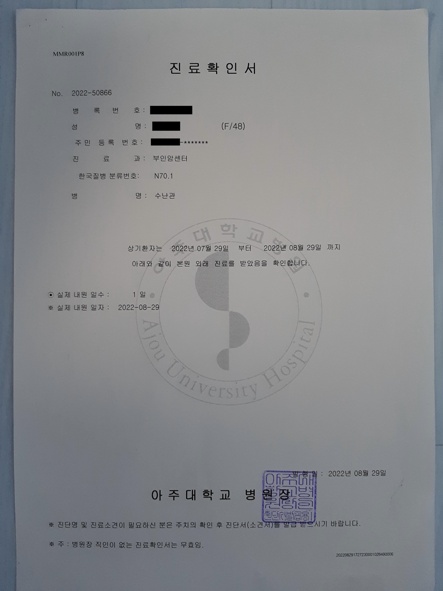 진 료 확 인 서
No. 2022-50866
병 록 번 호 :
성 명 : (F/48)
주 민 등 록 번 호 : -*******
진 료 과 : 부인암센터
한국질병 분류번호: N70.1
병 명 : 수난관
상기환자는 2022년 07월 29일 부터 2022년 08월 29일 까지
아래와 같이 본원 외래 진료를 받았음을 확인합니다.
실제 내원 일수 : 1 일
※ 실제 내원 일자 : 2022-08-29
아주대학교병원
Ajou University Hospital
2022년 08월 29일
아 주 대 학 교 병 원 장
※ 진단명 및 진료소견이 필요하신 분은 주치의 확인 후 진단서(소견서)를 발급 받으시기 바랍니다.
※ 주 : 병원장 직인이 없는 진료확인서는 무효임.